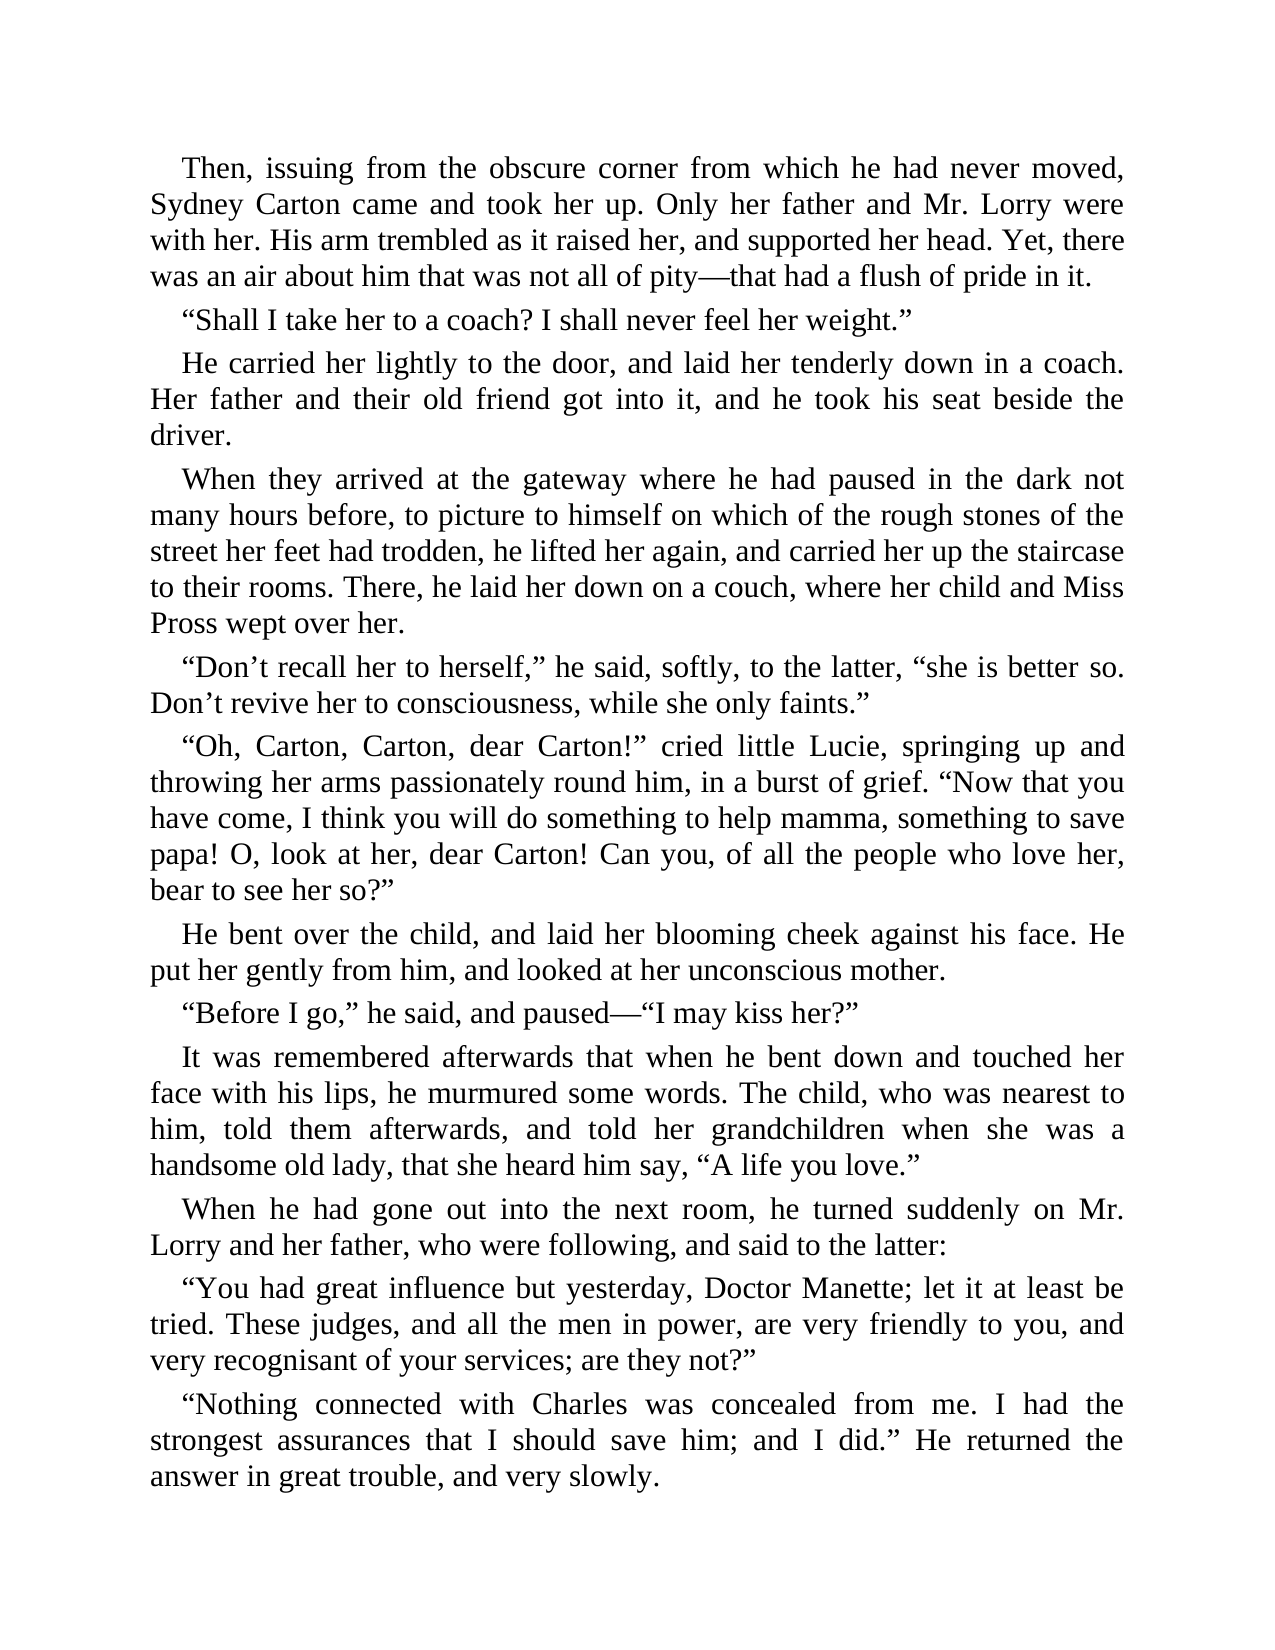 Then, issuing from the obscure corner from which he had never moved,
Sydney Carton came and took her up. Only her father and Mr. Lorry were
with her. His arm trembled as it raised her, and supported her head. Yet, there
was an air about him that was not all of pity—that had a flush of pride in it.
“Shall I take her to a coach? I shall never feel her weight.”
He carried her lightly to the door, and laid her tenderly down in a coach.
Her father and their old friend got into it, and he took his seat beside the
driver.
When they arrived at the gateway where he had paused in the dark not
many hours before, to picture to himself on which of the rough stones of the
street her feet had trodden, he lifted her again, and carried her up the staircase
to their rooms. There, he laid her down on a couch, where her child and Miss
Pross wept over her.
“Don’t recall her to herself,” he said, softly, to the latter, “she is better so.
Don’t revive her to consciousness, while she only faints.”
“Oh, Carton, Carton, dear Carton!” cried little Lucie, springing up and
throwing her arms passionately round him, in a burst of grief. “Now that you
have come, I think you will do something to help mamma, something to save
papa! O, look at her, dear Carton! Can you, of all the people who love her,
bear to see her so?”
He bent over the child, and laid her blooming cheek against his face. He
put her gently from him, and looked at her unconscious mother.
“Before I go,” he said, and paused—“I may kiss her?”
It was remembered afterwards that when he bent down and touched her
face with his lips, he murmured some words. The child, who was nearest to
him, told them afterwards, and told her grandchildren when she was a
handsome old lady, that she heard him say, “A life you love.”
When he had gone out into the next room, he turned suddenly on Mr.
Lorry and her father, who were following, and said to the latter:
“You had great influence but yesterday, Doctor Manette; let it at least be
tried. These judges, and all the men in power, are very friendly to you, and
very recognisant of your services; are they not?”
“Nothing connected with Charles was concealed from me. I had the
strongest assurances that I should save him; and I did.” He returned the
answer in great trouble, and very slowly.